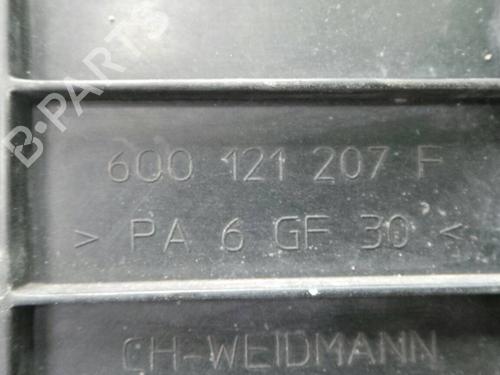 B-PARTS
6Q0 121 207 F
> PA 6 GF 30 <
CH-WEIDMANN